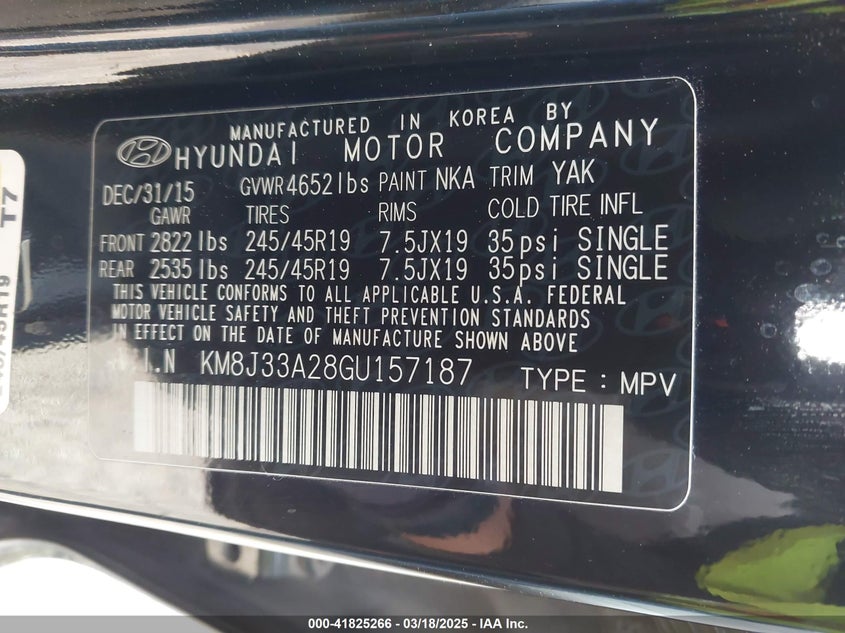 MANUFACTURED IN KOREA BY
HYUNDAI MOTOR COMPANY
DEC/31/15 GVWR4652lbs PAINT NKA TRIM YAK
GAWR TIRES RIMS COLD TIRE INFL
FRONT 2822 lbs 245/45R19 7.5JX19 35psi SINGLE
REAR 2535 lbs 245/45R19 7.5JX19 35psi SINGLE
THIS VEHICLE CONFORMS TO ALL APPLICABLE U.S.A. FEDERAL
MOTOR VEHICLE SAFETY AND THEFT PREVENTION STANDARDS
IN EFFECT ON THE DATE OF MANUFACTURE SHOWN ABOVE
.I.N KM8J33A28GU157187 TYPE : MPV
T7
000-41825266 - 03/18/2025 - IAA Inc.